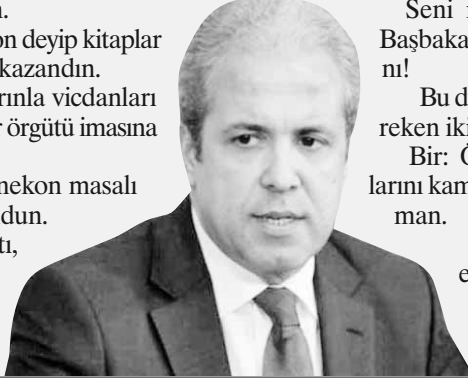 n.
on deyip kitaplar
kazandın.
rınla vicdanları
r örgütü imasına
nekon masalı
dun.
tı,
Seni
Başbaka
nı!
Bu d
reken iki
Bir: Ö
larını kam
man.
e